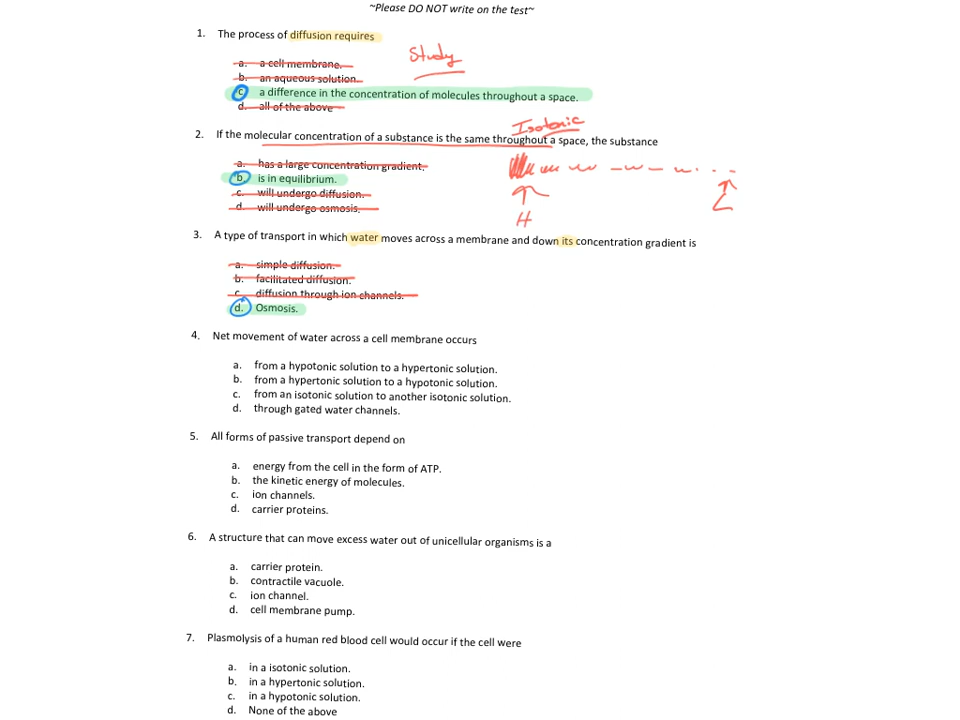 ~Please DO NOT write on the test~
1. The process of diffusion requires
Study
a. a cell membrane.
b. an aqueous solution.
c. a difference in the concentration of molecules throughout a space.
d. all of the above
Isotonic
2. If the molecular concentration of a substance is the same throughout a space, the substance
a. has a large concentration gradient.
b. is in equilibrium.
c. will undergo diffusion.
d. will undergo osmosis.
H
L
3. A type of transport in which water moves across a membrane and down its concentration gradient is
a. simple diffusion.
b. facilitated diffusion.
c. diffusion through ion channels.
d. Osmosis.
4. Net movement of water across a cell membrane occurs
a. from a hypotonic solution to a hypertonic solution.
b. from a hypertonic solution to a hypotonic solution.
c. from an isotonic solution to another isotonic solution.
d. through gated water channels.
5. All forms of passive transport depend on
a. energy from the cell in the form of ATP.
b. the kinetic energy of molecules.
c. ion channels.
d. carrier proteins.
6. A structure that can move excess water out of unicellular organisms is a
a. carrier protein.
b. contractile vacuole.
c. ion channel.
d. cell membrane pump.
7. Plasmolysis of a human red blood cell would occur if the cell were
a. in a isotonic solution.
b. in a hypertonic solution.
c. in a hypotonic solution.
d. None of the above